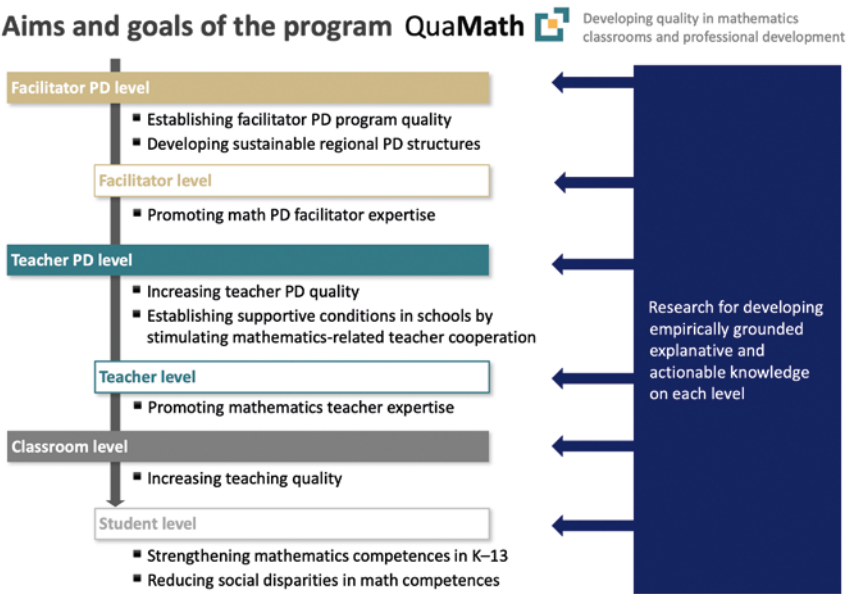 Aims and goals of the program QuaMath
Developing quality in mathematics
classrooms and professional development
Facilitator PD level
▪ Establishing facilitator PD program quality
▪ Developing sustainable regional PD structures
Facilitator level
▪ Promoting math PD facilitator expertise
Teacher PD level
▪ Increasing teacher PD quality
▪ Establishing supportive conditions in schools by
stimulating mathematics-related teacher cooperation
Teacher level
▪ Promoting mathematics teacher expertise
Classroom level
▪ Increasing teaching quality
Student level
▪ Strengthening mathematics competences in K–13
▪ Reducing social disparities in math competences
Research for developing
empirically grounded
explanative and
actionable knowledge
on each level